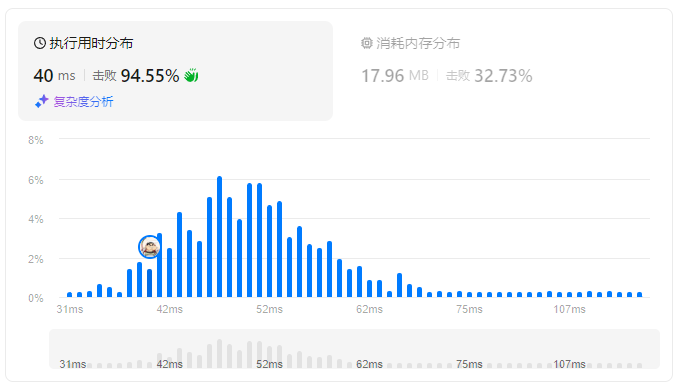 执行用时分布
40 ms | 击败 94.55%
复杂度分析
消耗内存分布
17.96 MB | 击败 32.73%
8%
6%
4%
2%
0%
31ms 42ms 52ms 62ms 75ms 107ms
31ms 42ms 52ms 62ms 75ms 107ms